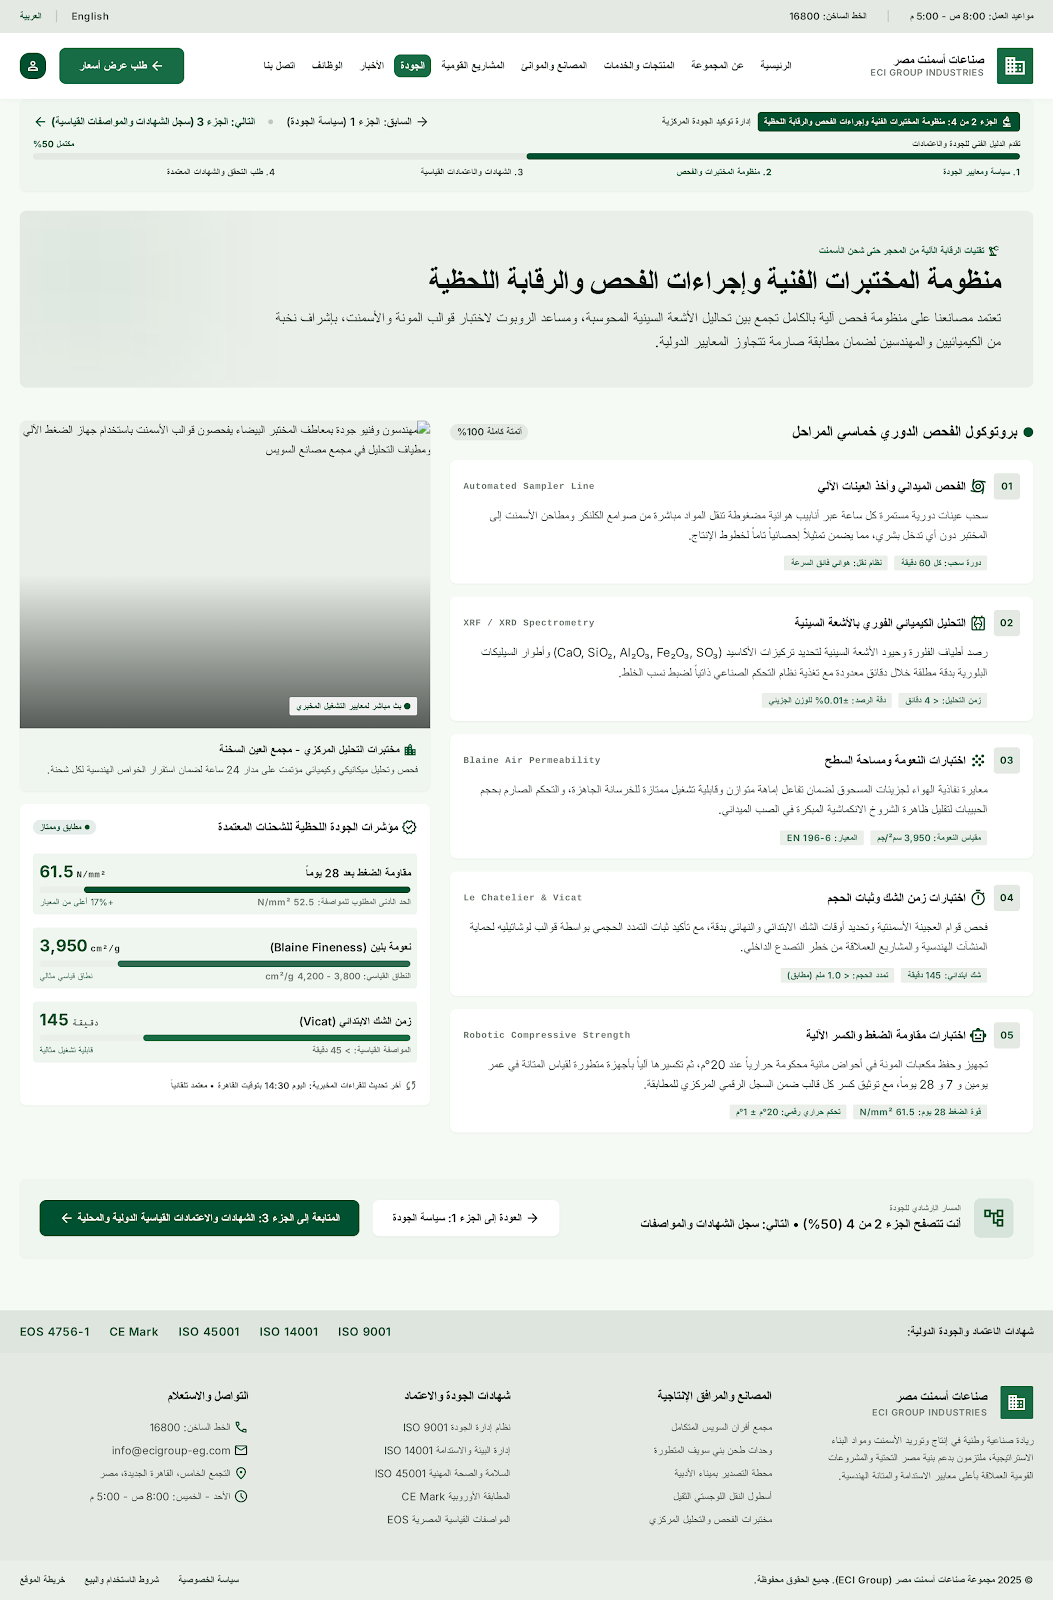 مواعيد العمل: 8:00 ص - 5:00 م
الخط الساخن: 16800
English
العربية
صناعات أسمنت مصر
ECI GROUP INDUSTRIES
الرئيسية
عن المجموعة
المنتجات والخدمات
المصانع والموانئ
المشاريع القومية
الجودة
الأخبار
الوظائف
اتصل بنا
طلب عرض أسعار ←
الجزء 2 من 4: منظومة المختبرات الفنية وإجراءات الفحص والرقابة اللحظية
إدارة توكيد الجودة المركزية
→ السابق: الجزء 1 (سياسة الجودة)
التالي: الجزء 3 (سجل الشهادات والمواصفات القياسية) ←
تقدم الدليل الفني للجودة والاعتمادات
مكتمل 50%
1. سياسة ومعايير الجودة
2. منظومة المختبرات والفحص
3. الشهادات والاعتمادات القياسية
4. طلب التحقق والشهادات المعتمدة
تقنيات الرقابة الآلية من المحجر حتى شحن الأسمنت
منظومة المختبرات الفنية وإجراءات الفحص والرقابة اللحظية
تعتمد مصانعنا على منظومة فحص آلية بالكامل تجمع بين تحاليل الأشعة السينية المحوسبة، ومساعد الروبوت لاختبار قوالب المونة والأسمنت، بإشراف نخبة
من الكيميائيين والمهندسين لضمان مطابقة صارمة تتجاوز المعايير الدولية.
بروتوكول الفحص الدوري خماسي المراحل
أتمتة كاملة 100%
01
الفحص الميداني وأخذ العينات الآلي
Automated Sampler Line
سحب عينات دورية مستمرة كل ساعة عبر أنابيب هوائية مضغوطة تنقل المواد مباشرة من صوامع الكلنكر ومطاحن الأسمنت إلى
المختبر دون أي تدخل بشري، مما يضمن تمثيلاً إحصائياً تاماً لخطوط الإنتاج.
دورة سحب: كل 60 دقيقة
نظام نقل: هوائي فائق السرعة
02
التحليل الكيميائي الفوري بالأشعة السينية
XRF / XRD Spectrometry
رصد أطياف الفلورة وحيود الأشعة السينية لتحديد تركيزات الأكاسيد (CaO, SiO₂, Al₂O₃, Fe₂O₃, SO₃) وأطوار السيليكات
البلورية بدقة مطلقة خلال دقائق معدودة مع تغذية نظام التحكم الصناعي ذاتياً لضبط نسب الخلط.
زمن التحليل: < 4 دقائق
دقة الرصد: ±0.01% للوزن الجزيئي
03
اختبارات النعومة ومساحة السطح
Blaine Air Permeability
معايرة نفاذية الهواء لجزيئات المسحوق لضمان تفاعل إماهة متوازن وقابلية تشغيل ممتازة للخرسانة الجاهزة، والتحكم الصارم بحجم
الحبيبات لتقليل ظاهرة الشروخ الانكماشية المبكرة في الصب الميداني.
مقياس النعومة: 3,950 سم²/جم
المعيار: EN 196-6
04
اختبارات زمن الشك وثبات الحجم
Le Chatelier & Vicat
فحص قوام العجينة الأسمنتية وتحديد أوقات الشك الابتدائي والنهائي بدقة، مع تأكيد ثبات التمدد الحجمي بواسطة قوالب لوشاتيليه لحماية
المنشآت الهندسية والمشاريع العملاقة من خطر التصدع الداخلي.
شك ابتدائي: 145 دقيقة
تمدد الحجم: < 1.0 ملم (مطابق)
05
اختبارات مقاومة الضغط والكسر الآلية
Robotic Compressive Strength
تجهيز وحفظ مكعبات المونة في أحواض مائية محكومة حرارياً عند 20°م، ثم تكسيرها آلياً بأجهزة متطورة لقياس المتانة في عمر
يومين و 7 و 28 يوماً، مع توثيق كسر كل قالب ضمن السجل الرقمي المركزي للمطابقة.
قوة الضغط 28 يوم: 61.5 N/mm²
تحكم حراري رقمي: 20°م ± 1°م
مهندسون وفنيو جودة بمعاطف المختبر البيضاء يفحصون قوالب الأسمنت باستخدام جهاز الضغط الآلي
ومطياف التحليل في مجمع مصانع السويس
بث مباشر لمعايير التشغيل المخبري
مختبرات التحليل المركزي - مجمع العين السخنة
فحص وتحليل ميكانيكي وكيميائي مؤتمت على مدار 24 ساعة لضمان استقرار الخواص الهندسية لكل شحنة.
مؤشرات الجودة اللحظية للشحنات المعتمدة
● مطابق وممتاز
مقاومة الضغط بعد 28 يوماً
61.5 N/mm²
الحد الأدنى المطلوب للمواصفة: 52.5 N/mm²
+17% أعلى من المعيار
نعومة بلين (Blaine Fineness)
3,950 cm²/g
النطاق القياسي: 3,800 - 4,200 cm²/g
نطاق قياسي مثالي
زمن الشك الابتدائي (Vicat)
145 دقيقة
المواصفة القياسية: > 45 دقيقة
قابلية تشغيل مثالية
آخر تحديث للقراءات المخبرية: اليوم 14:30 بتوقيت القاهرة • معتمد تلقائياً
المسار الإرشادي للجودة
أنت تتصفح الجزء 2 من 4 (50%) • التالي: سجل الشهادات والمواصفات
→ العودة إلى الجزء 1: سياسة الجودة
المتابعة إلى الجزء 3: الشهادات والاعتمادات القياسية الدولية والمحلية ←
شهادات الاعتماد والجودة الدولية:
ISO 9001
ISO 14001
ISO 45001
CE Mark
EOS 4756-1
صناعات أسمنت مصر
ECI GROUP INDUSTRIES
ريادة صناعية وطنية في إنتاج وتوريد الأسمنت ومواد البناء
الاستراتيجية، ملتزمون بدعم بنية مصر التحتية والمشروعات
القومية العملاقة بأعلى معايير الاستدامة والمتانة الهندسية.
المصانع والمرافق الإنتاجية
مجمع أفران السويس المتكامل
وحدات طحن بني سويف المتطورة
محطة التصدير بميناء الأدبية
أسطول النقل اللوجستي الثقيل
مختبرات الفحص والتحليل المركزي
شهادات الجودة والاعتماد
نظام إدارة الجودة ISO 9001
إدارة البيئة والاستدامة ISO 14001
السلامة والصحة المهنية ISO 45001
المطابقة الأوروبية CE Mark
المواصفات القياسية المصرية EOS
التواصل والاستعلام
الخط الساخن: 16800
info@ecigroup-eg.com
التجمع الخامس، القاهرة الجديدة، مصر
الأحد - الخميس: 8:00 ص - 5:00 م
© 2025 مجموعة صناعات أسمنت مصر (ECI Group). جميع الحقوق محفوظة.
سياسة الخصوصية
شروط الاستخدام والبيع
خريطة الموقع